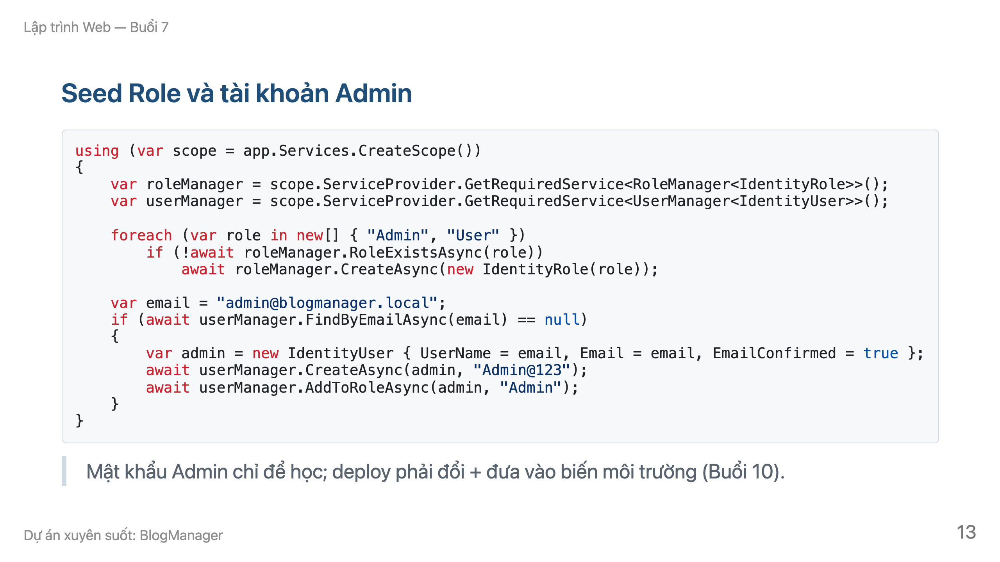 Lập trình Web — Buổi 7
Seed Role và tài khoản Admin
using (var scope = app.Services.CreateScope())
{
    var roleManager = scope.ServiceProvider.GetRequiredService<RoleManager<IdentityRole>>();
    var userManager = scope.ServiceProvider.GetRequiredService<UserManager<IdentityUser>>();

    foreach (var role in new[] { "Admin", "User" })
        if (!await roleManager.RoleExistsAsync(role))
            await roleManager.CreateAsync(new IdentityRole(role));

    var email = "admin@blogmanager.local";
    if (await userManager.FindByEmailAsync(email) == null)
    {
        var admin = new IdentityUser { UserName = email, Email = email, EmailConfirmed = true };
        await userManager.CreateAsync(admin, "Admin@123");
        await userManager.AddToRoleAsync(admin, "Admin");
    }
}
Mật khẩu Admin chỉ để học; deploy phải đổi + đưa vào biến môi trường (Buổi 10).
Dự án xuyên suốt: BlogManager
13